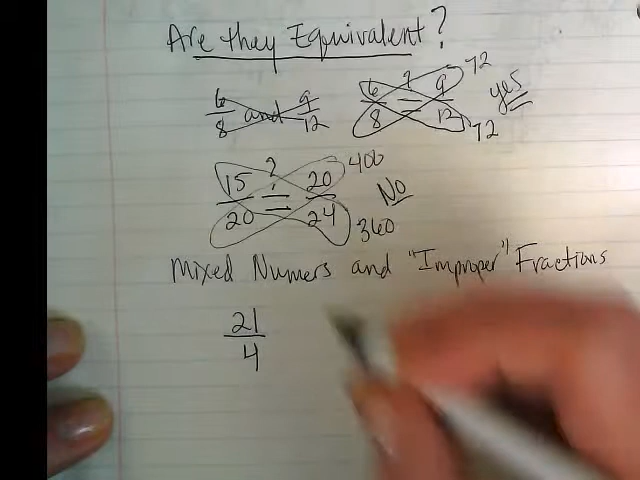 Are they Equivalent?
6/8 and 9/12 6/8 ?= 9/12 72 72 yes
15/20 ?= 20/24 400 360 No
Mixed Numers and "Improper" Fractions
21/4